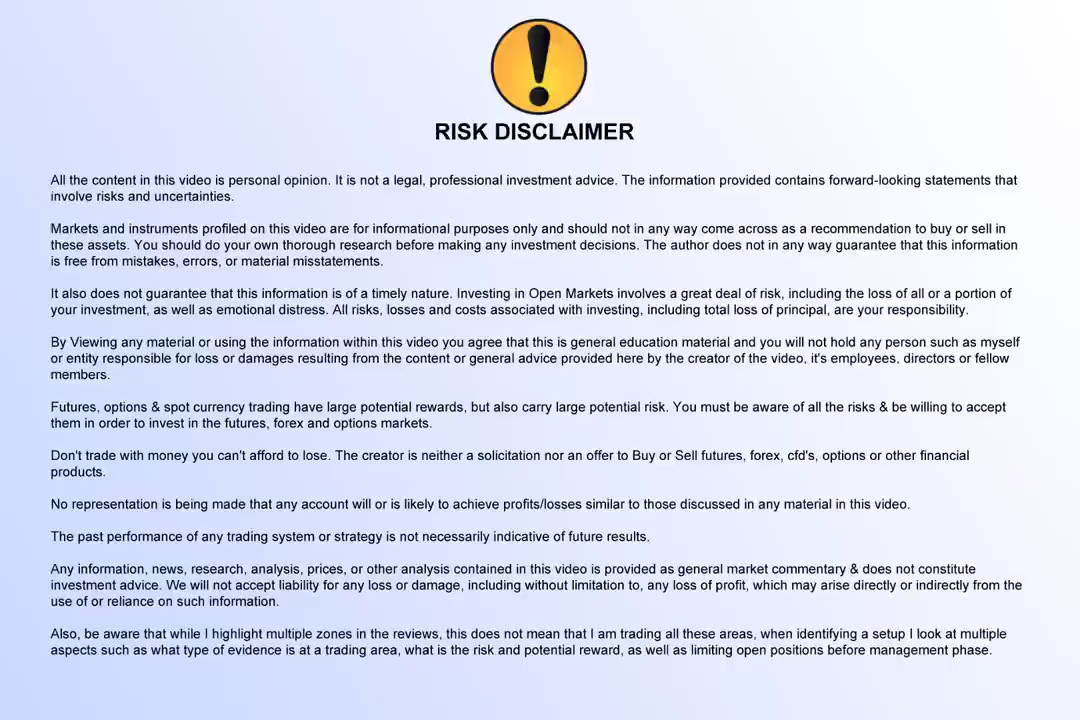 RISK DISCLAIMER
All the content in this video is personal opinion. It is not a legal, professional investment advice. The information provided contains forward-looking statements that
involve risks and uncertainties.
Markets and instruments profiled on this video are for informational purposes only and should not in any way come across as a recommendation to buy or sell in
these assets. You should do your own thorough research before making any investment decisions. The author does not in any way guarantee that this information
is free from mistakes, errors, or material misstatements.
It also does not guarantee that this information is of a timely nature. Investing in Open Markets involves a great deal of risk, including the loss of all or a portion of
your investment, as well as emotional distress. All risks, losses and costs associated with investing, including total loss of principal, are your responsibility.
By Viewing any material or using the information within this video you agree that this is general education material and you will not hold any person such as myself
or entity responsible for loss or damages resulting from the content or general advice provided here by the creator of the video, it's employees, directors or fellow
members.
Futures, options & spot currency trading have large potential rewards, but also carry large potential risk. You must be aware of all the risks & be willing to accept
them in order to invest in the futures, forex and options markets.
Don't trade with money you can't afford to lose. The creator is neither a solicitation nor an offer to Buy or Sell futures, forex, cfd's, options or other financial
products.
No representation is being made that any account will or is likely to achieve profits/losses similar to those discussed in any material in this video.
The past performance of any trading system or strategy is not necessarily indicative of future results.
Any information, news, research, analysis, prices, or other analysis contained in this video is provided as general market commentary & does not constitute
investment advice. We will not accept liability for any loss or damage, including without limitation to, any loss of profit, which may arise directly or indirectly from the
use of or reliance on such information.
Also, be aware that while I highlight multiple zones in the reviews, this does not mean that I am trading all these areas, when identifying a setup I look at multiple
aspects such as what type of evidence is at a trading area, what is the risk and potential reward, as well as limiting open positions before management phase.